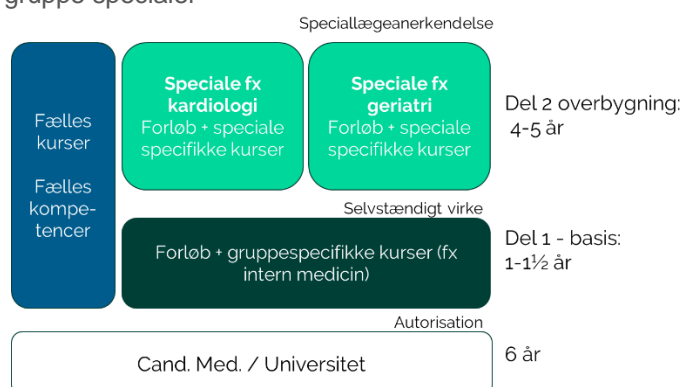 gruppe specialer
Speciallægeanerkendelse
Fælles
kurser
Fælles
kompe-
tencer
Speciale fx
kardiologi
Forløb + speciale
specifikke kurser
Speciale fx
geriatri
Forløb + speciale
specifikke kurser
Del 2 overbygning:
4-5 år
Selvstændigt virke
Forløb + gruppespecifikke kurser (fx
intern medicin)
Del 1 - basis:
1-1½ år
Autorisation
Cand. Med. / Universitet
6 år